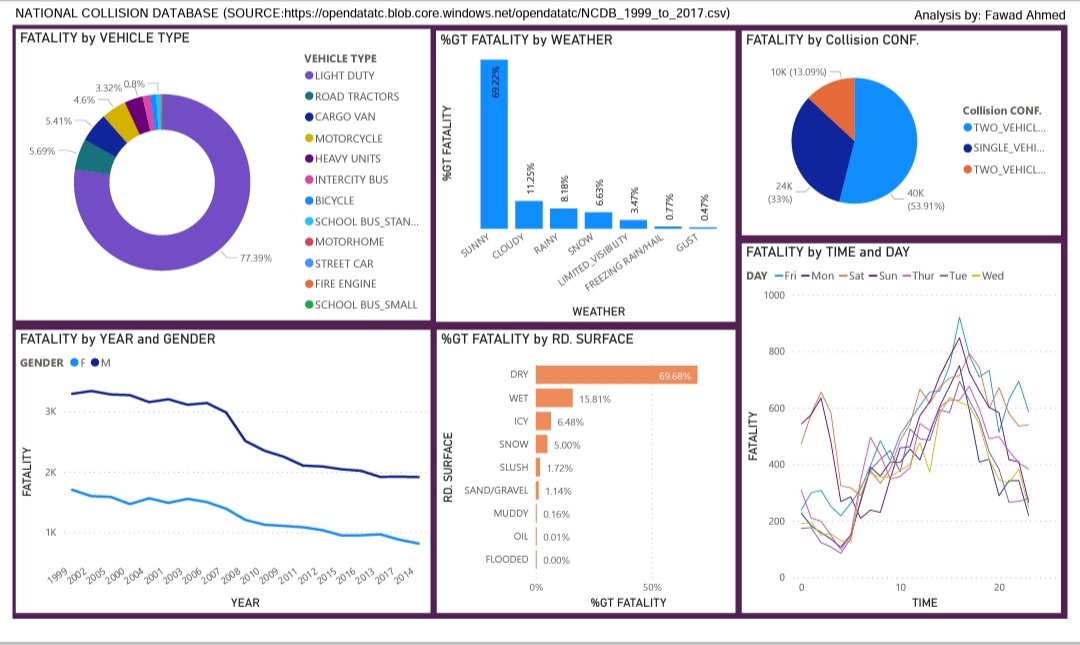 NATIONAL COLLISION DATABASE (SOURCE:https://opendatatc.blob.core.windows.net/opendatatc/NCDB_1999_to_2017.csv)
Analysis by: Fawad Ahmed
FATALITY by VEHICLE TYPE
VEHICLE TYPE
LIGHT DUTY
ROAD TRACTORS
CARGO VAN
MOTORCYCLE
HEAVY UNITS
INTERCITY BUS
BICYCLE
SCHOOL BUS_STAN...
MOTORHOME
STREET CAR
FIRE ENGINE
SCHOOL BUS_SMALL
0.8%
3.32%
4.6%
5.41%
5.69%
77.39%
%GT FATALITY by WEATHER
%GT FATALITY
69.22%
11.25%
8.18%
6.63%
3.47%
0.77%
0.47%
SUNNY
CLOUDY
RAINY
SNOW
LIMITED_VISIBLIUTY
FREEZING RAIN/HAIL
GUST
WEATHER
FATALITY by Collision CONF.
10K (13.09%)
24K
(33%)
40K
(53.91%)
Collision CONF.
TWO_VEHICL...
SINGLE_VEHI...
TWO_VEHICL...
FATALITY by YEAR and GENDER
GENDER F M
FATALITY
3K
2K
1K
1999 2002 2005 2000 2004 2001 2003 2006 2007 2008 2010 2009 2011 2012 2015 2016 2013 2017 2014
YEAR
%GT FATALITY by RD. SURFACE
RD. SURFACE
DRY 69.68%
WET 15.81%
ICY 6.48%
SNOW 5.00%
SLUSH 1.72%
SAND/GRAVEL 1.14%
MUDDY 0.16%
OIL 0.01%
FLOODED 0.00%
0% 50%
%GT FATALITY
FATALITY by TIME and DAY
DAY Fri Mon Sat Sun Thur Tue Wed
FATALITY
1000
800
600
400
200
0
0 10 20
TIME